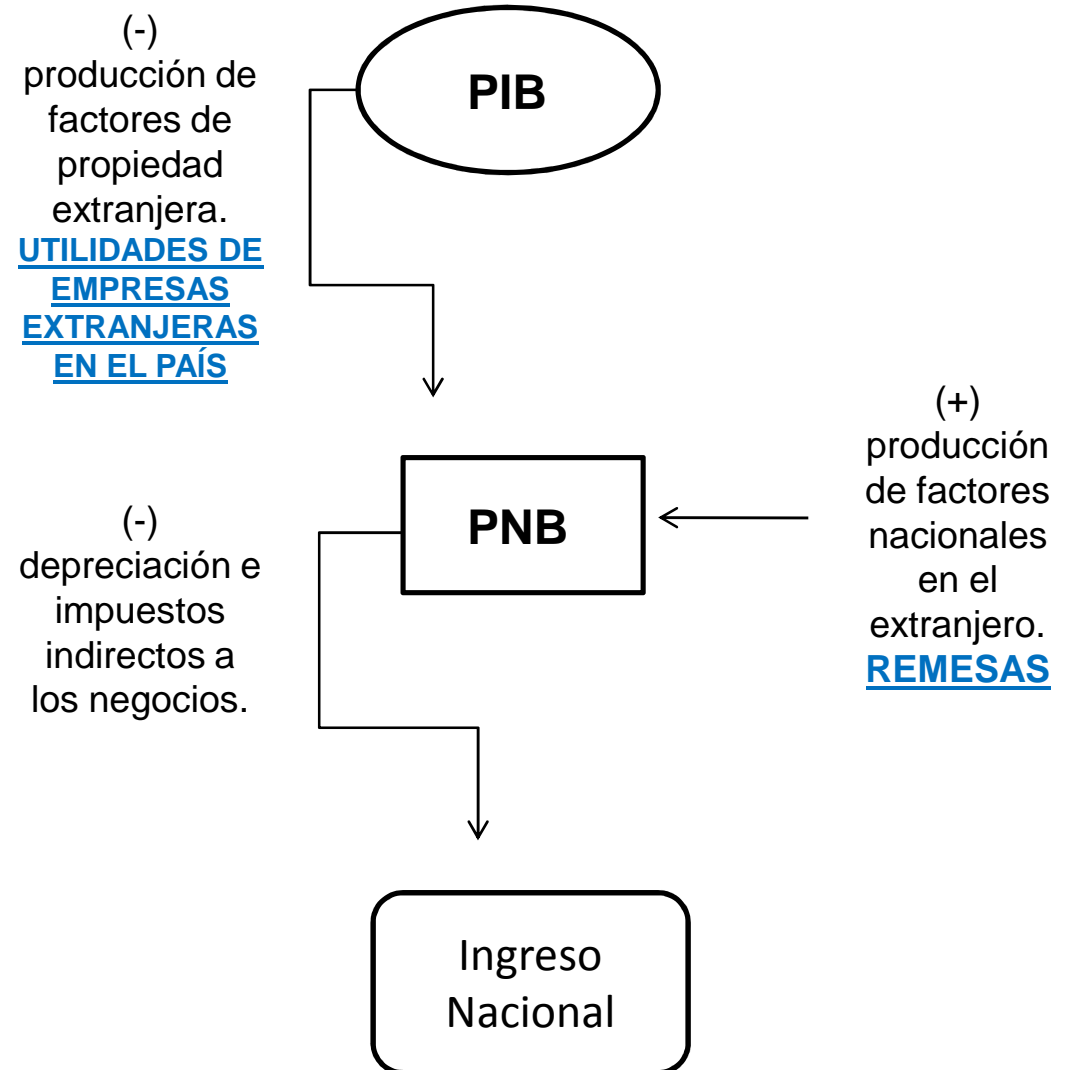 (-)
producción de
factores de
propiedad
extranjera.
UTILIDADES DE
EMPRESAS
EXTRANJERAS
EN EL PAÍS
PIB
(+)
producción
de factores
nacionales
en el
extranjero.
REMESAS
PNB
(-)
depreciación e
impuestos
indirectos a
los negocios.
Ingreso
Nacional